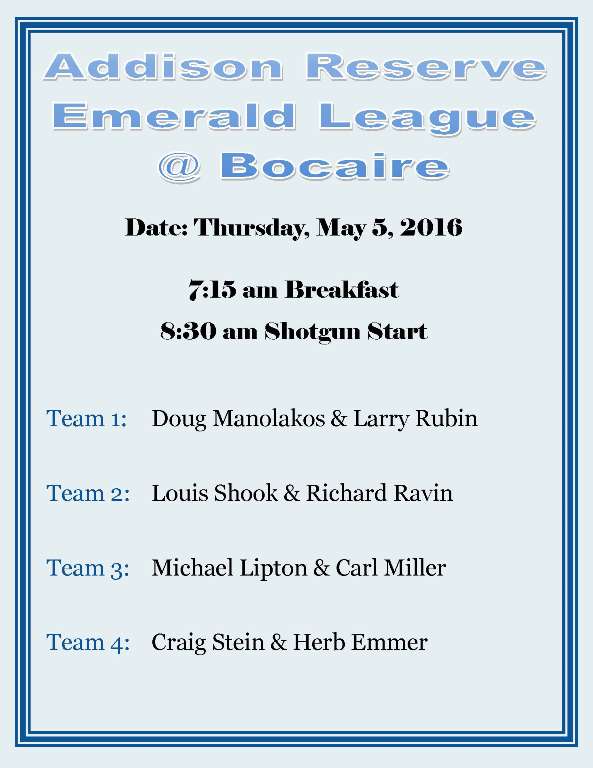 Addison Reserve
Emerald League
@ Bocaire
Date: Thursday, May 5, 2016
7:15 am Breakfast
8:30 am Shotgun Start
Team 1: Doug Manolakos & Larry Rubin
Team 2: Louis Shook & Richard Ravin
Team 3: Michael Lipton & Carl Miller
Team 4: Craig Stein & Herb Emmer